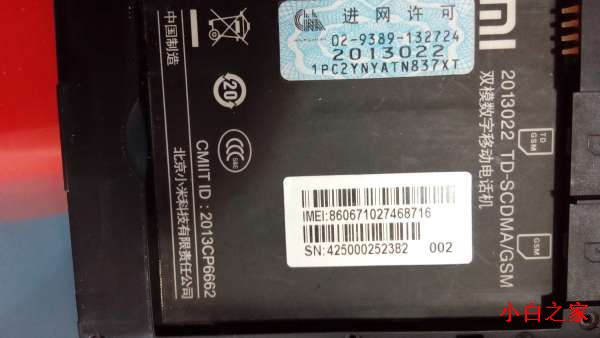 进网许可
02-9389-132724
2013022
1PC2YNYATN837XT
MI
2013022 TD-SCDMA/GSM
双模数字移动电话机
TD
GSM
GSM
中国制造
20
CCC
S&E
CMIIT ID : 2013CP6662
北京小米科技有限责任公司
IMEI:860671027468716
SN:425000252382 002
小白之家